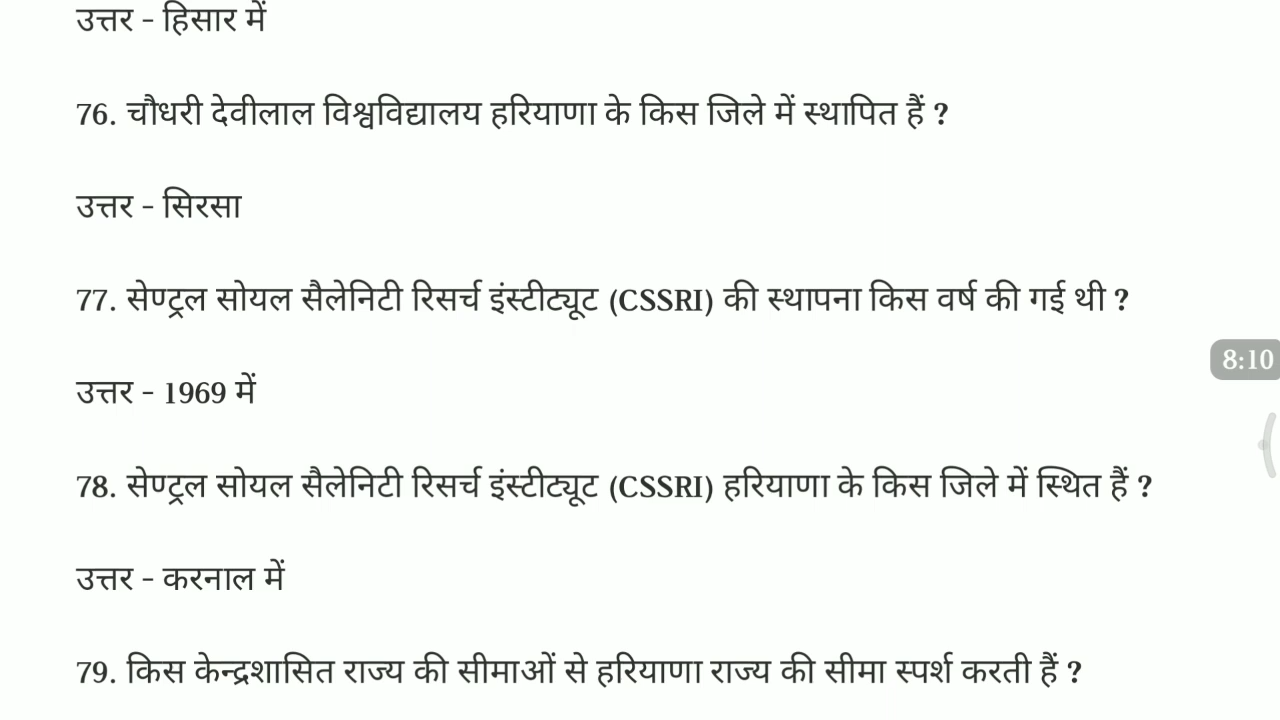 उत्तर - हिसार में
76. चौधरी देवीलाल विश्वविद्यालय हरियाणा के किस जिले में स्थापित हैं ?
उत्तर - सिरसा
77. सेण्ट्रल सोयल सैलेनिटी रिसर्च इंस्टीट्यूट (CSSRI) की स्थापना किस वर्ष की गई थी ?
8:10
उत्तर - 1969 में
78. सेण्ट्रल सोयल सैलेनिटी रिसर्च इंस्टीट्यूट (CSSRI) हरियाणा के किस जिले में स्थित हैं ?
उत्तर - करनाल में
79. किस केन्द्रशासित राज्य की सीमाओं से हरियाणा राज्य की सीमा स्पर्श करती हैं ?